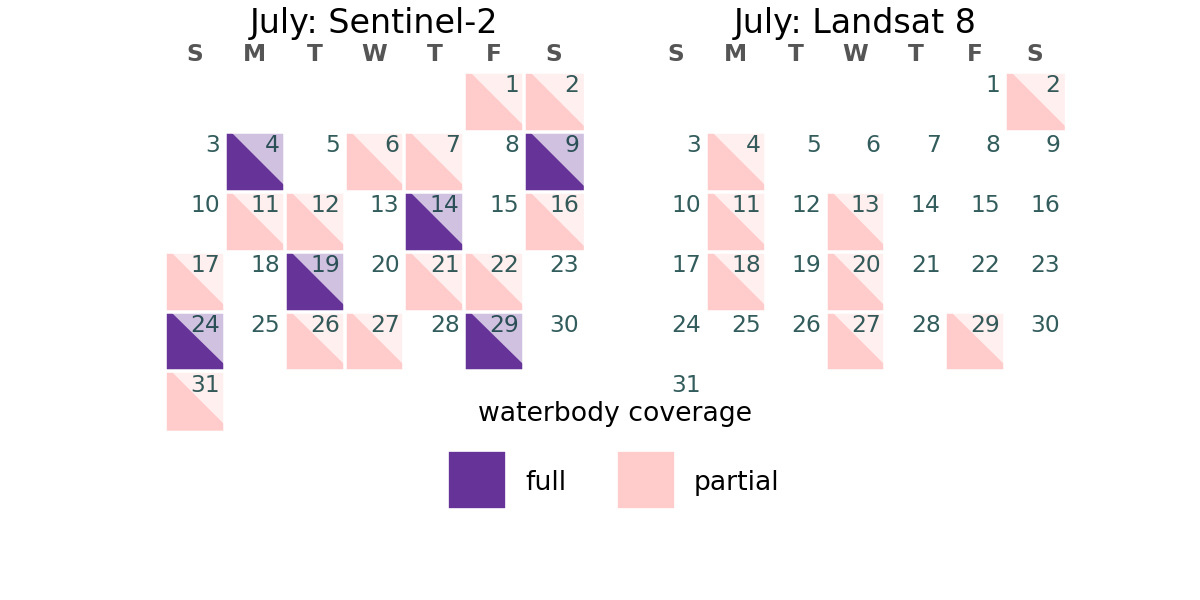 July: Sentinel-2
S M T W T F S
1 2
3 4 5 6 7 8 9
10 11 12 13 14 15 16
17 18 19 20 21 22 23
24 25 26 27 28 29 30
31
July: Landsat 8
S M T W T F S
1 2
3 4 5 6 7 8 9
10 11 12 13 14 15 16
17 18 19 20 21 22 23
24 25 26 27 28 29 30
31
waterbody coverage
full partial